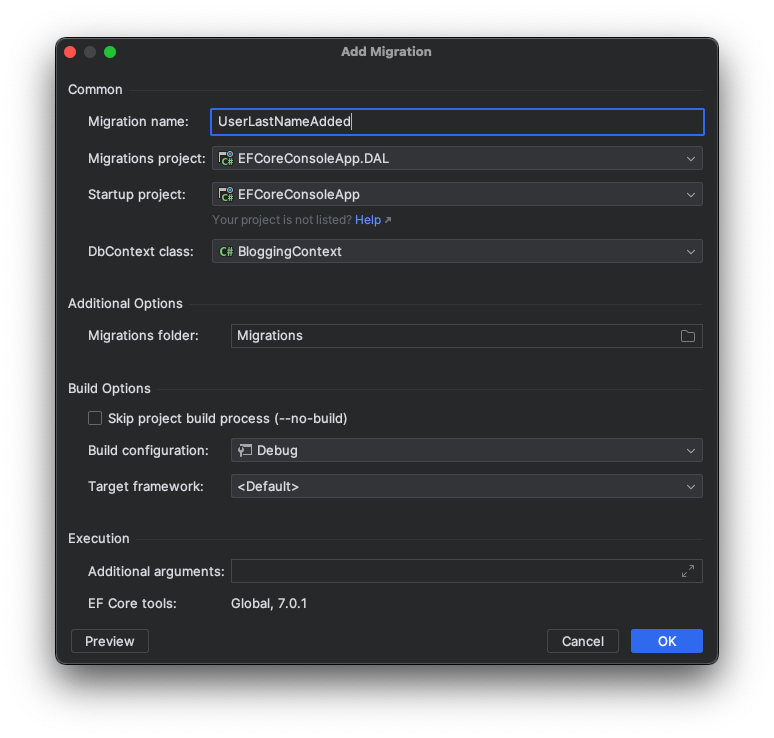 Add Migration
Common
Migration name: UserLastNameAdded
Migrations project: C# EFCoreConsoleApp.DAL
Startup project: C# EFCoreConsoleApp
Your project is not listed? Help ↗
DbContext class: C# BloggingContext
Additional Options
Migrations folder: Migrations
Build Options
Skip project build process (--no-build)
Build configuration: Debug
Target framework: <Default>
Execution
Additional arguments:
EF Core tools: Global, 7.0.1
Preview Cancel OK